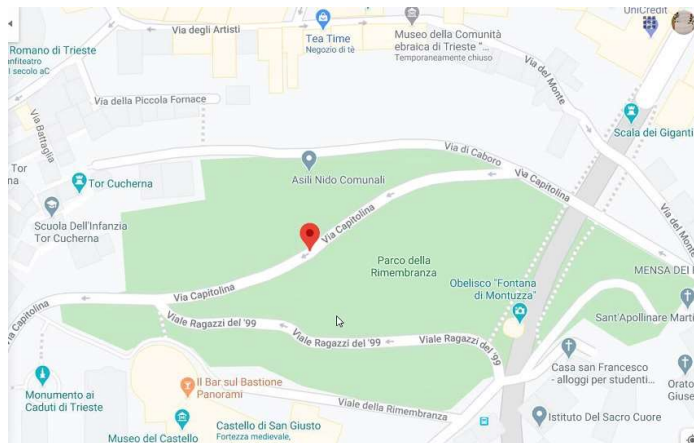 Via degli Artisti
Tea Time
Negozio di tè
Museo della Comunità
ebraica di Trieste "...
Temporaneamente chiuso
UniCredit
Romano di Trieste
nfiteatro
I secolo aC
Via del Monte
Via della Piccola Fornace
Via Battaglia
Scala dei Giganti
Via di Caboro
Via Capitolina
Asili Nido Comunali
Tor
na
Tor Cucherna
Scuola Dell'Infanzia
Tor Cucherna
Via Capitolina
Parco della
Rimembranza
MENSA DEI
Obelisco "Fontana
di Montuzza"
Via Capitolina
Via Capitolina
Sant'Apollinare Marti
Viale Ragazzi del '99
Viale Ragazzi del '99
Viale Ragazzi del '99
Casa san Francesco
- alloggi per studenti...
Il Bar sul Bastione
Panorami
Orato
Giuse
Monumento ai
Caduti di Trieste
Viale della Rimembranza
Istituto Del Sacro Cuore
Castello di San Giusto
Fortezza medievale,
Museo del Castello